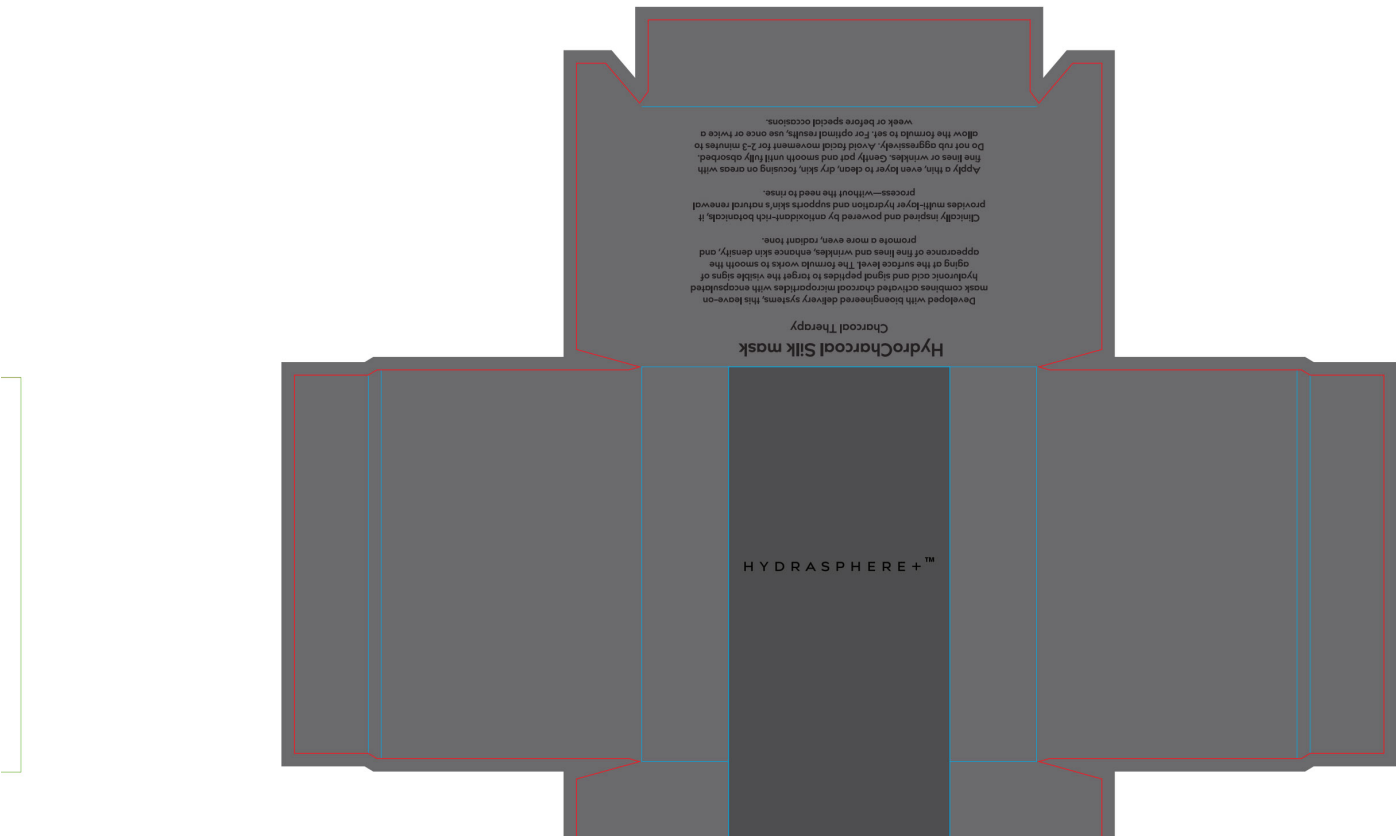 HydroCharcoal Silk mask
Charcoal Therapy
Developed with bioengineered delivery systems, this leave-on
mask combines activated charcoal microparticles with encapsulated
hyaluronic acid and signal peptides to target the visible signs of
aging at the surface level. The formula works to smooth the
appearance of fine lines and wrinkles, enhance skin density, and
promote a more even, radiant tone.
Clinically inspired and powered by antioxidant-rich botanicals, it
provides multi-layer hydration and supports skin's natural renewal
process—without the need to rinse.
Apply a thin, even layer to clean, dry skin, focusing on areas with
fine lines or wrinkles. Gently pat and smooth until fully absorbed.
Do not rub aggressively. Avoid facial movement for 2-3 minutes to
allow the formula to set. For optimal results, use once or twice a
week or before special occasions.
HYDRASPHERE+™